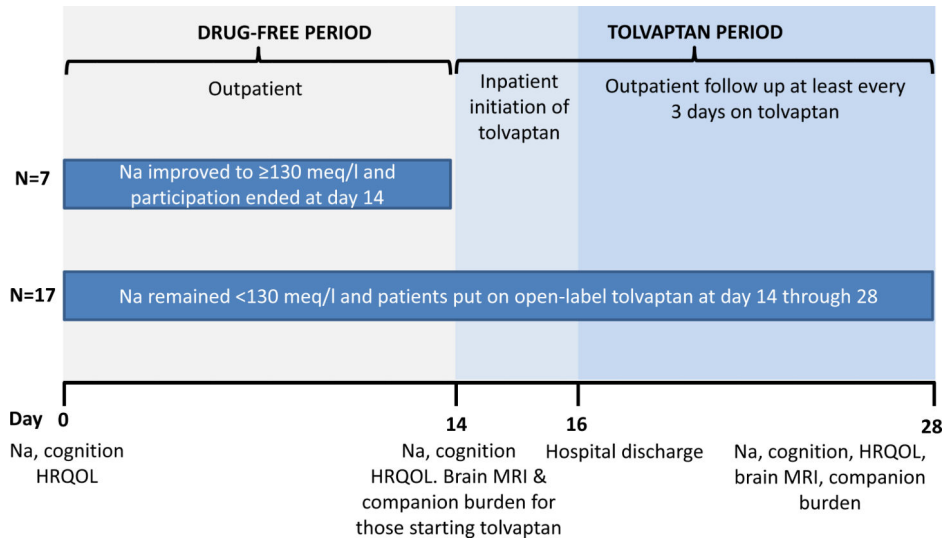 DRUG-FREE PERIOD
TOLVAPTAN PERIOD
Outpatient
Inpatient
initiation of
tolvaptan
Outpatient follow up at least every
3 days on tolvaptan
N=7
Na improved to ≥130 meq/l and
participation ended at day 14
N=17
Na remained <130 meq/l and patients put on open-label tolvaptan at day 14 through 28
Day 0
14
16
28
Na, cognition
HRQOL
Na, cognition
HRQOL. Brain MRI &
companion burden for
those starting tolvaptan
Hospital discharge
Na, cognition, HRQOL,
brain MRI, companion
burden